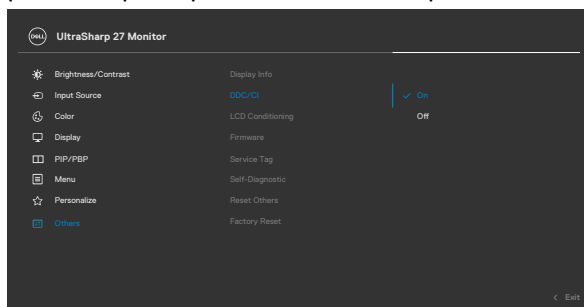 DELL UltraSharp 27 Monitor
Brightness/Contrast Display Info
Input Source DDC/CI On
Color LCD Conditioning Off
Display Firmware
PIP/PBP Service Tag
Menu Self-Diagnostic
Personalize Reset Others
Others Factory Reset
Exit